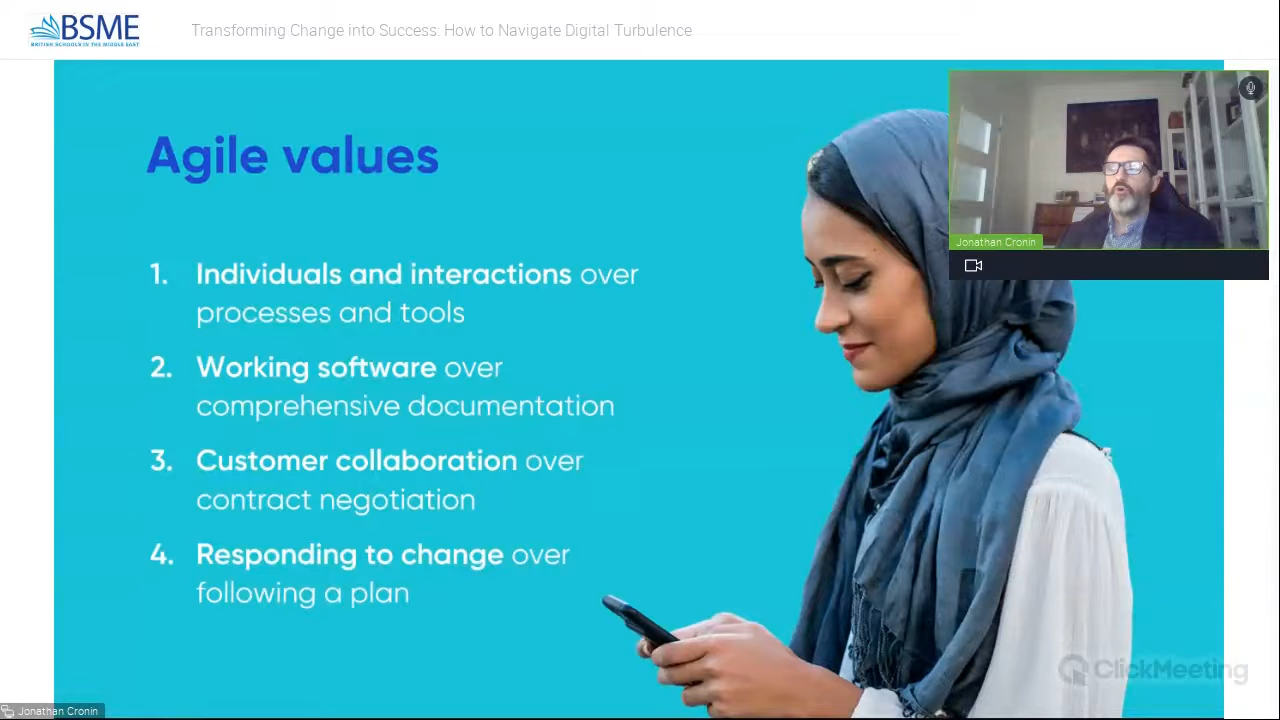 BSME
BRITISH SCHOOLS IN THE MIDDLE EAST
Transforming Change into Success: How to Navigate Digital Turbulence
Agile values
1. Individuals and interactions over
processes and tools
2. Working software over
comprehensive documentation
3. Customer collaboration over
contract negotiation
4. Responding to change over
following a plan
Jonathan Cronin
ClickMeeting
Jonathan Cronin